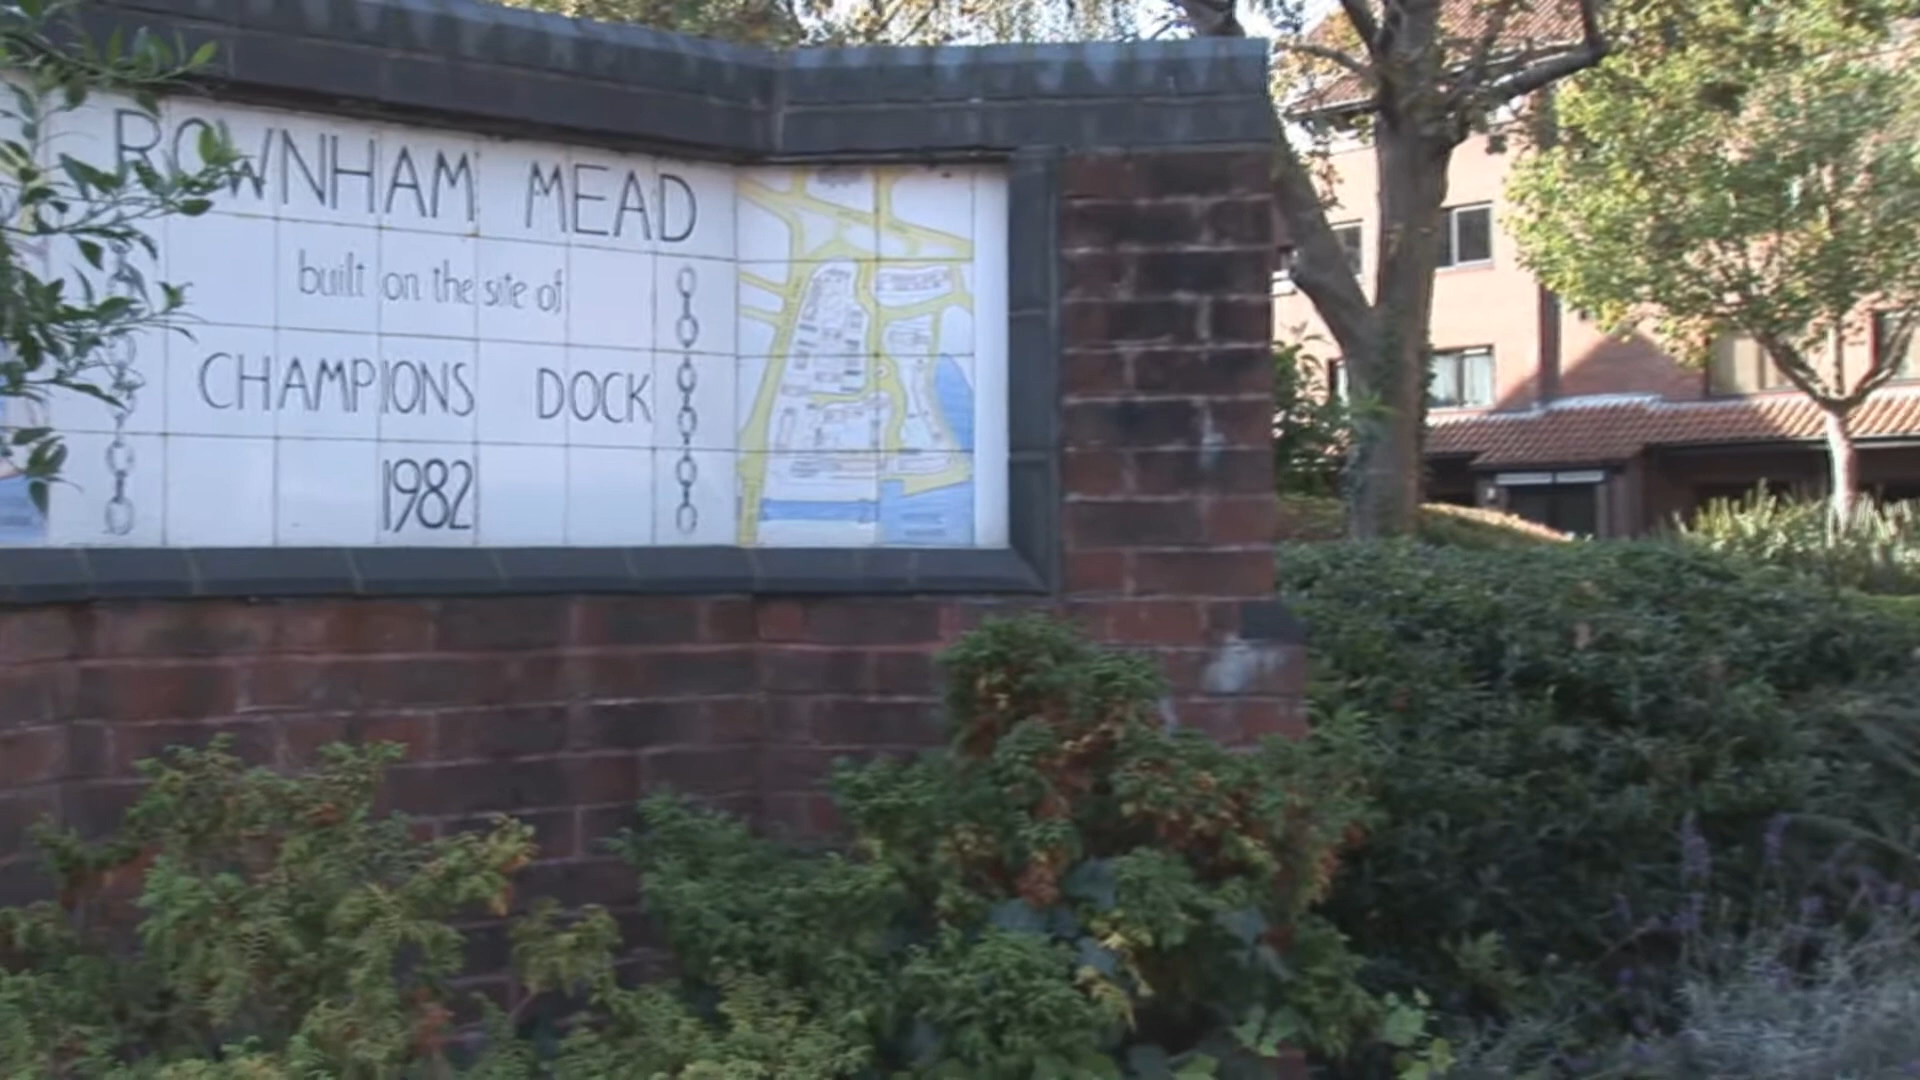 ROWNHAM MEAD
built on the site of
CHAMPIONS DOCK
1982